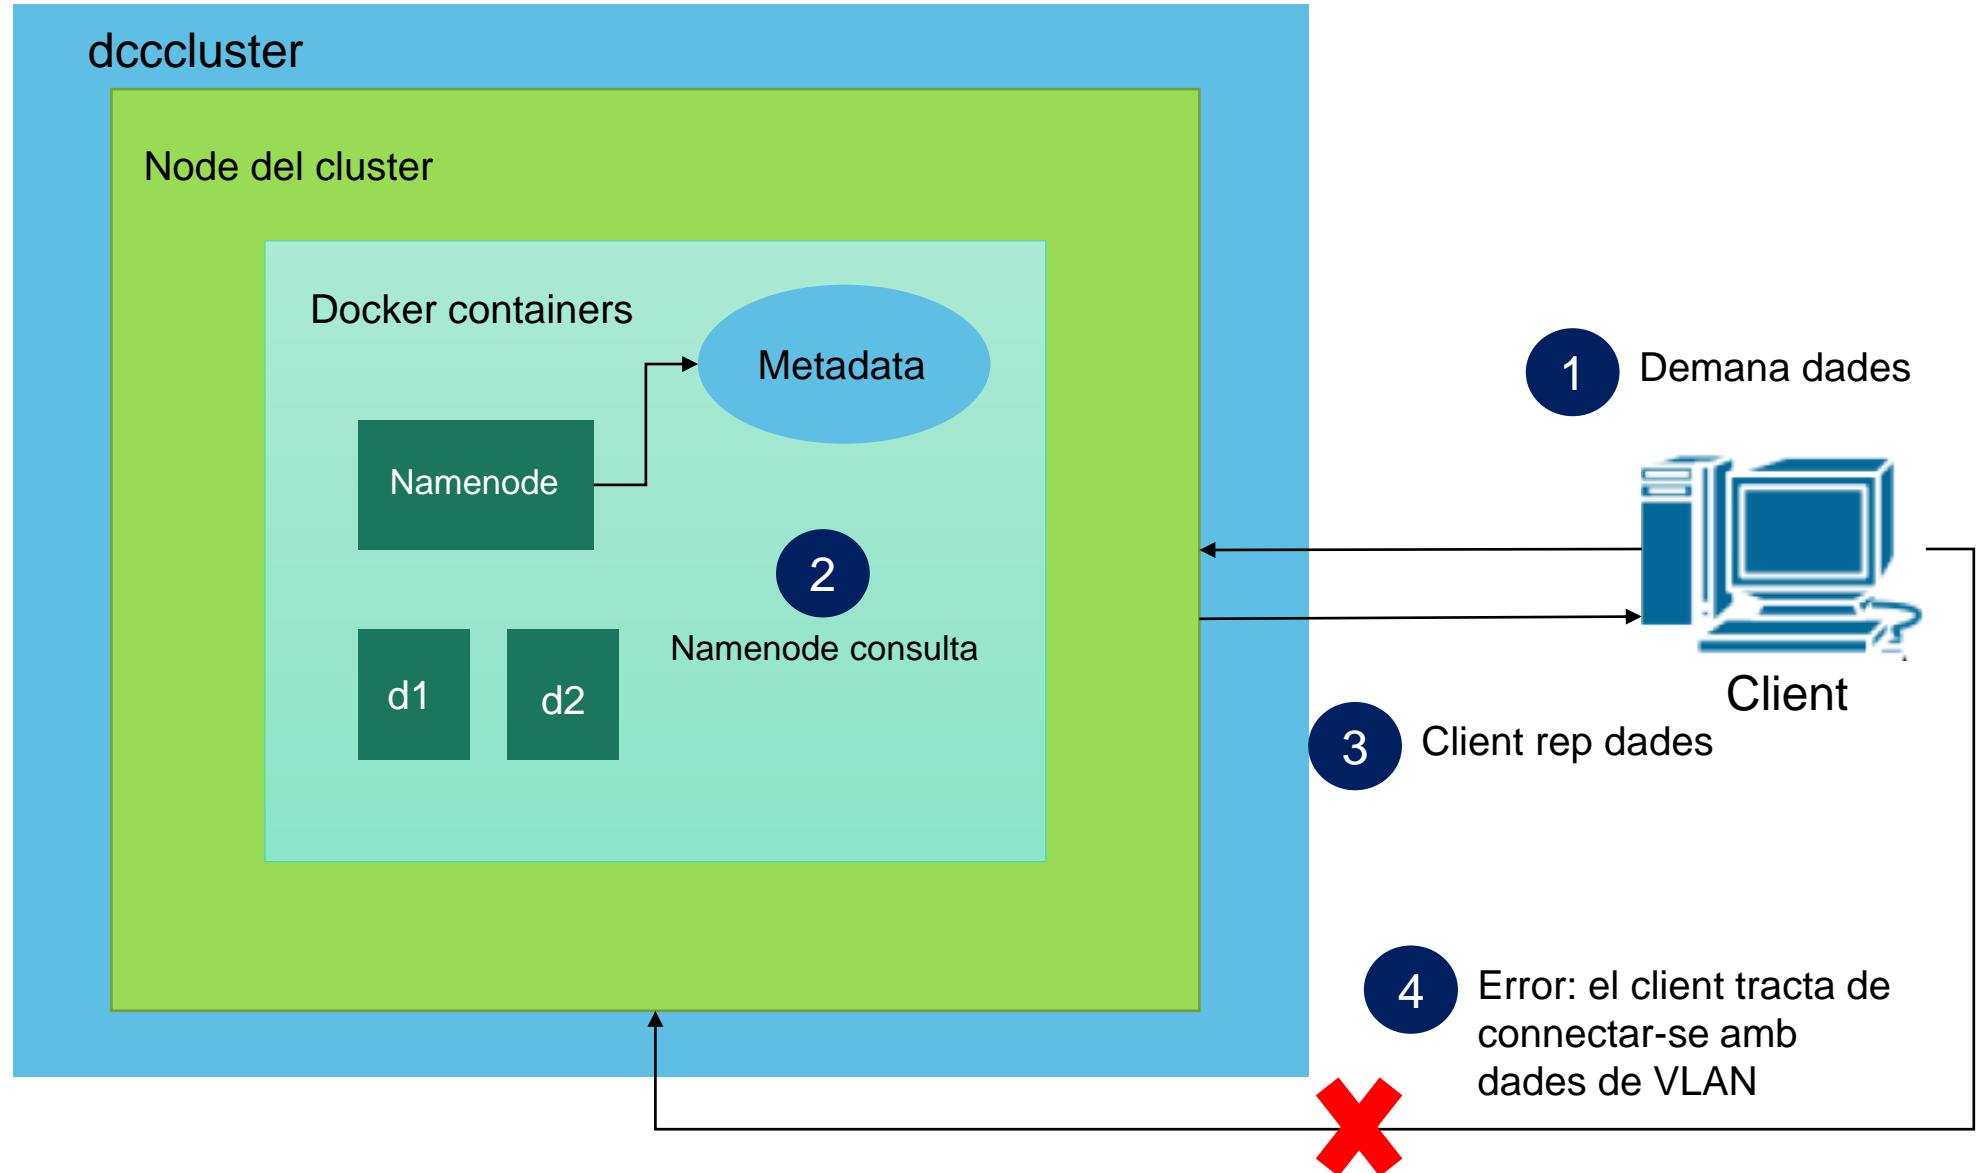 dcccluster
Node del cluster
Docker containers
Metadata
Namenode
2
Namenode consulta
d1
d2
1
Demana dades
Client
3
Client rep dades
4
Error: el client tracta de
connectar-se amb
dades de VLAN